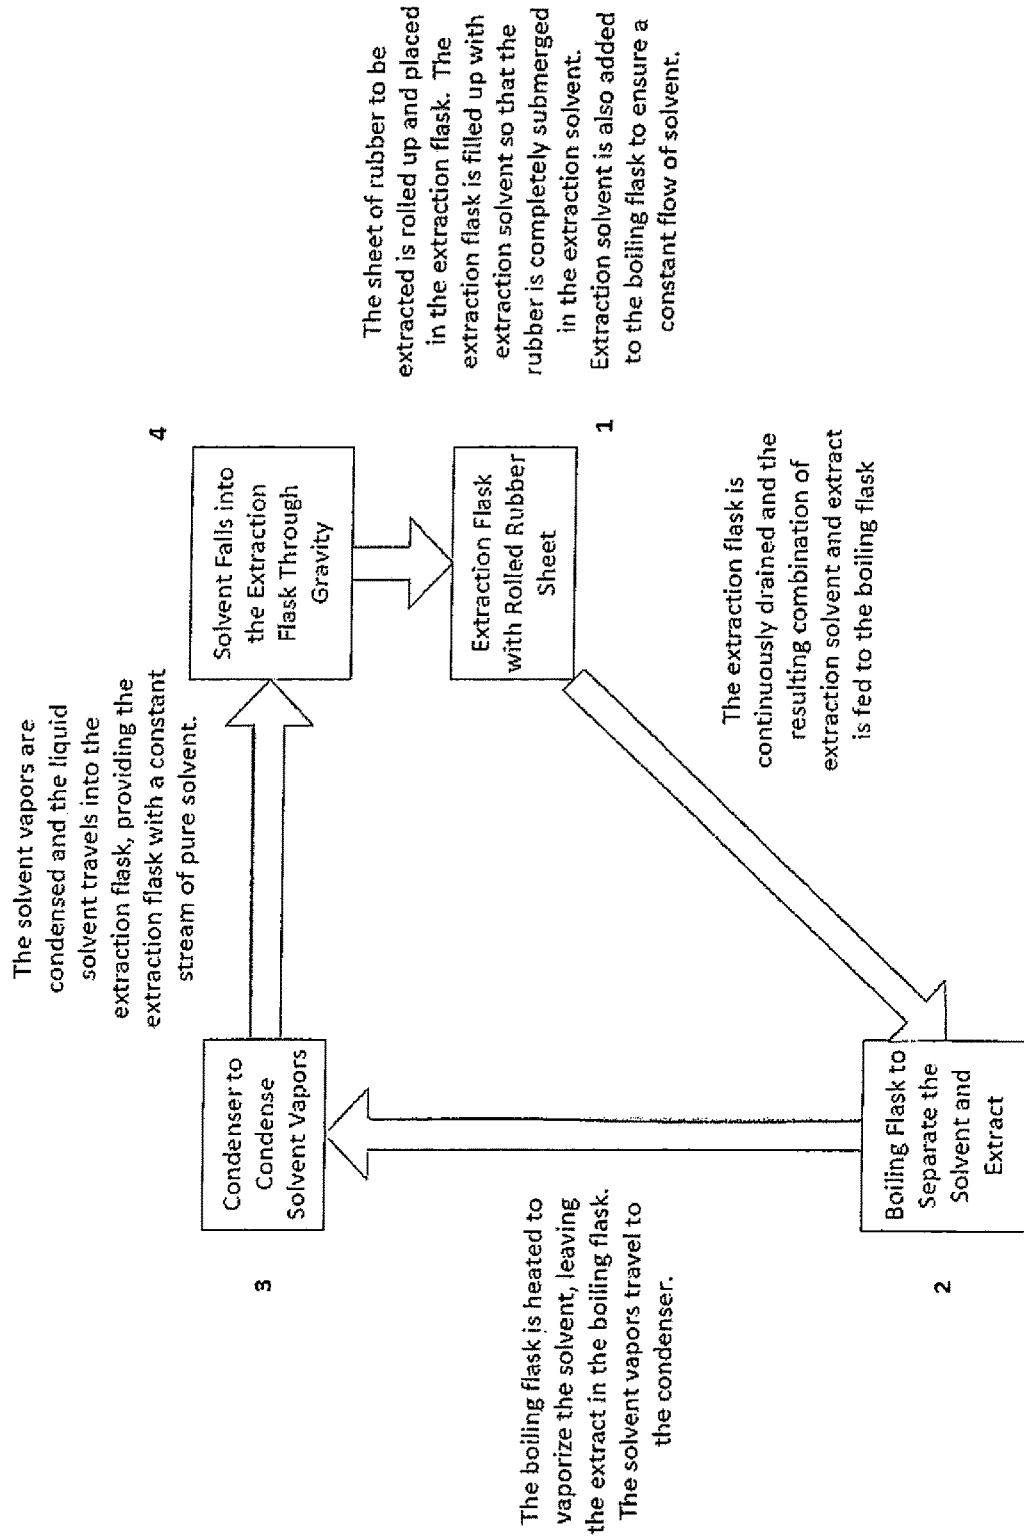 The solvent vapors are
condensed and the liquid
solvent travels into the
extraction flask, providing the
extraction flask with a constant
stream of pure solvent.
3
Condenser to
Condense
Solvent Vapors
4
Solvent Falls into
the Extraction
Flask Through
Gravity
The sheet of rubber to be
extracted is rolled up and placed
in the extraction flask. The
extraction flask is filled up with
extraction solvent so that the
rubber is completely submerged
in the extraction solvent.
Extraction solvent is also added
to the boiling flask to ensure a
constant flow of solvent.
Extraction Flask
with Rolled Rubber
Sheet
1
The boiling flask is heated to
vaporize the solvent, leaving
the extract in the boiling flask.
The solvent vapors travel to
the condenser.
The extraction flask is
continuously drained and the
resulting combination of
extraction solvent and extract
is fed to the boiling flask
2
Boiling Flask to
Separate the
Solvent and
Extract